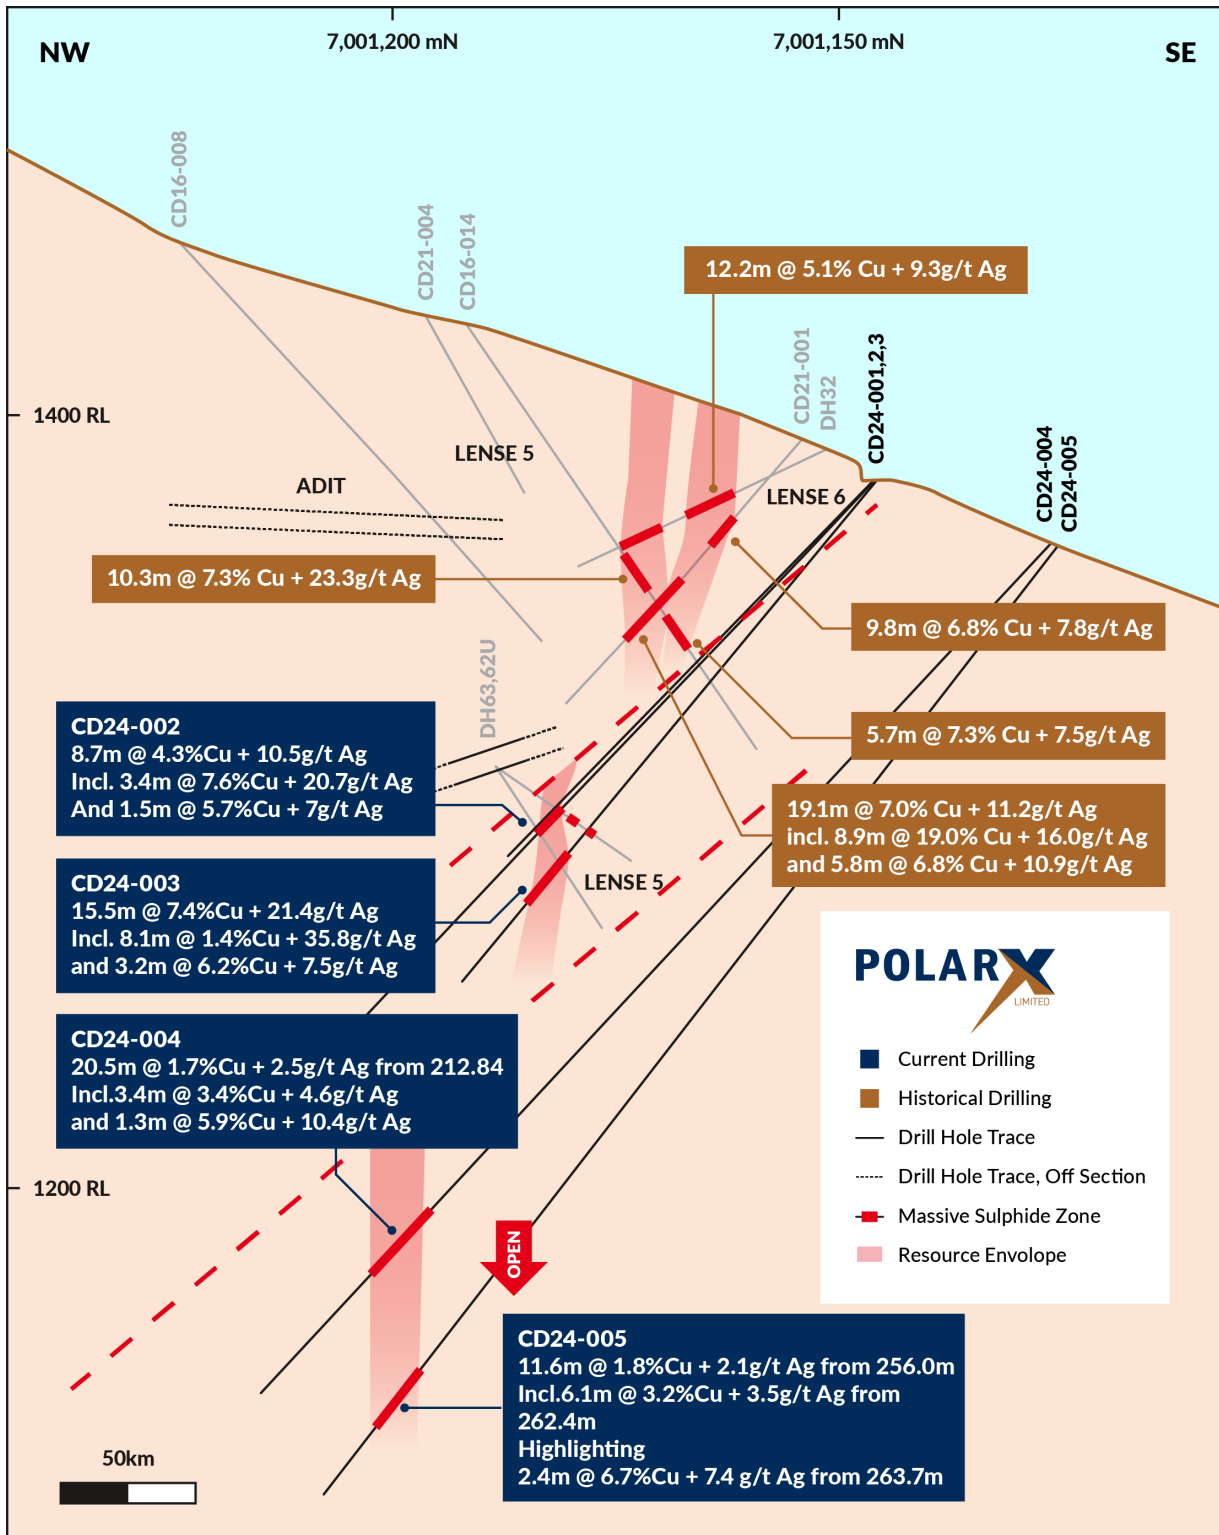 NW
7,001,200 mN
7,001,150 mN
SE
CD16-008
CD21-004
CD16-014
12.2m @ 5.1% Cu + 9.3g/t Ag
CD21-001
DH32
CD24-001,2,3
CD24-004
CD24-005
1400 RL
LENSE 5
ADIT
LENSE 6
10.3m @ 7.3% Cu + 23.3g/t Ag
9.8m @ 6.8% Cu + 7.8g/t Ag
DH63,62U
5.7m @ 7.3% Cu + 7.5g/t Ag
CD24-002
8.7m @ 4.3%Cu + 10.5g/t Ag
Incl. 3.4m @ 7.6%Cu + 20.7g/t Ag
And 1.5m @ 5.7%Cu + 7g/t Ag
19.1m @ 7.0% Cu + 11.2g/t Ag
incl. 8.9m @ 19.0% Cu + 16.0g/t Ag
and 5.8m @ 6.8% Cu + 10.9g/t Ag
CD24-003
15.5m @ 7.4%Cu + 21.4g/t Ag
Incl. 8.1m @ 1.4%Cu + 35.8g/t Ag
and 3.2m @ 6.2%Cu + 7.5g/t Ag
LENSE 5
CD24-004
20.5m @ 1.7%Cu + 2.5g/t Ag from 212.84
Incl.3.4m @ 3.4%Cu + 4.6g/t Ag
and 1.3m @ 5.9%Cu + 10.4g/t Ag
POLARX
LIMITED
Current Drilling
Historical Drilling
Drill Hole Trace
Drill Hole Trace, Off Section
Massive Sulphide Zone
Resource Envolope
1200 RL
OPEN
CD24-005
11.6m @ 1.8%Cu + 2.1g/t Ag from 256.0m
Incl.6.1m @ 3.2%Cu + 3.5g/t Ag from
262.4m
Highlighting
2.4m @ 6.7%Cu + 7.4 g/t Ag from 263.7m
50km